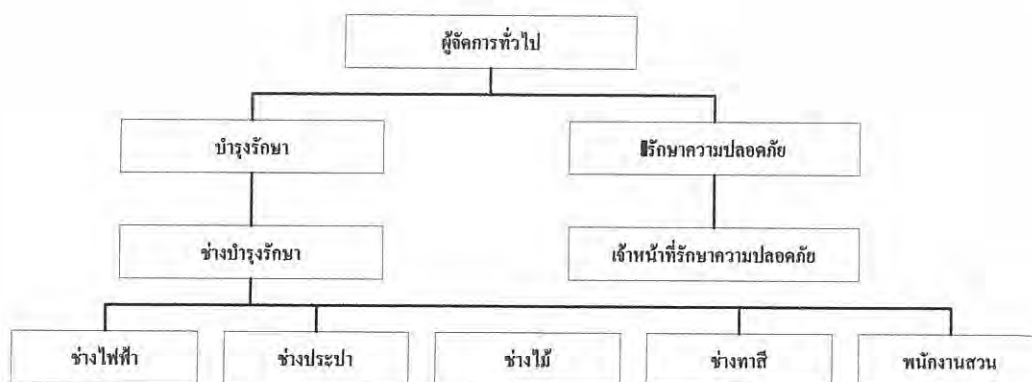 ผู้จัดการทั่วไป
บำรุงรักษา
รักษาความปลอดภัย
ช่างบำรุงรักษา
เจ้าหน้าที่รักษาความปลอดภัย
ช่างไฟฟ้า
ช่างประปา
ช่างไม้
ช่างทาสี
พนักงานสวน